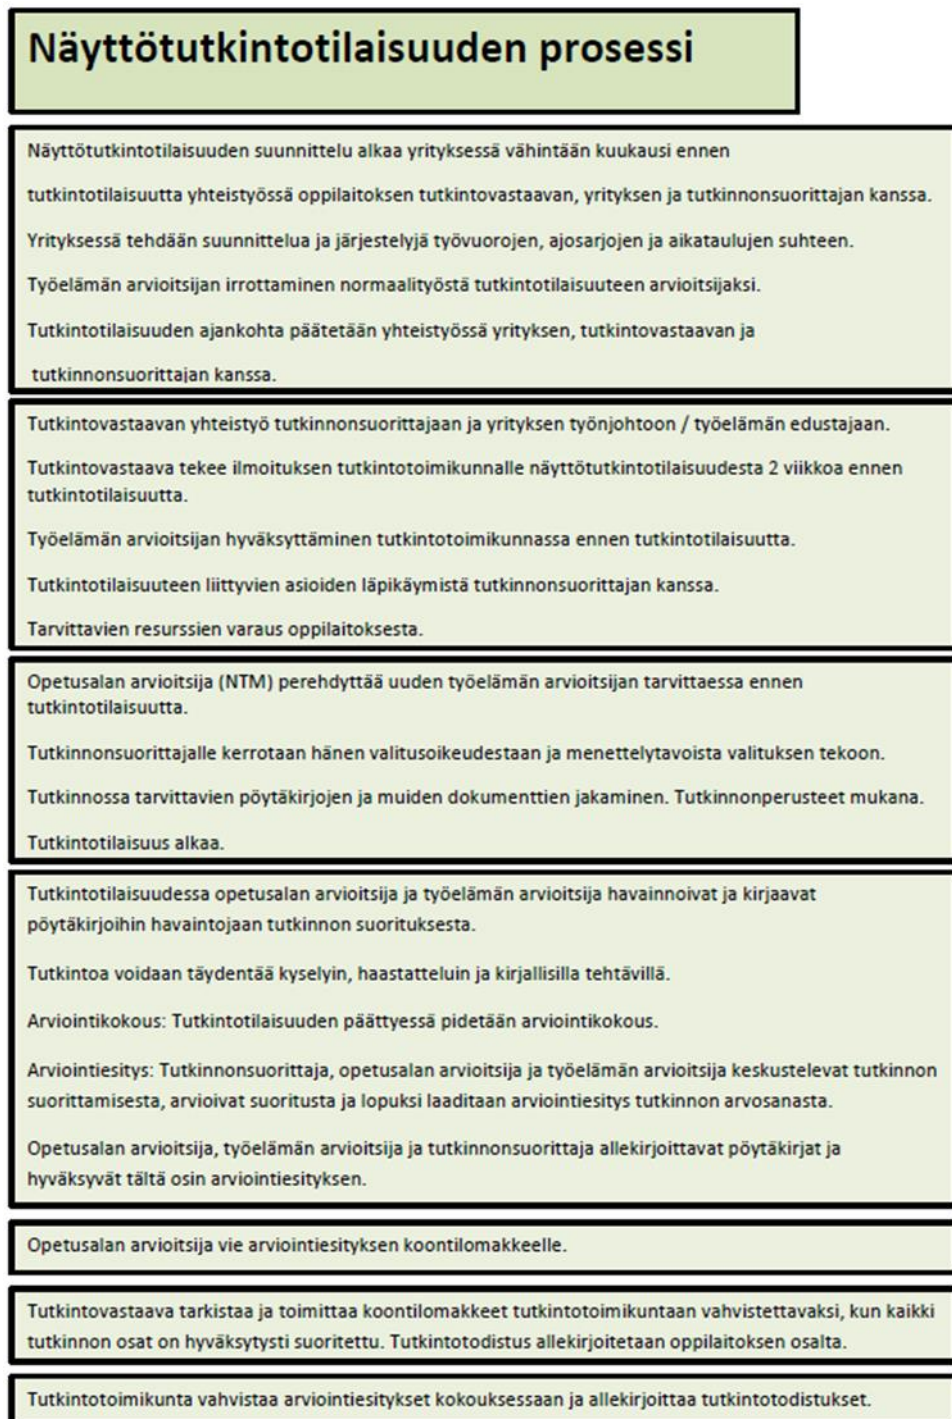 Näyttötutkintotilaisuuden prosessi
Näyttötutkintotilaisuuden suunnittelu alkaa yrityksessä vähintään kuukausi ennen
tutkintotilaisuutta yhteistyössä oppilaitoksen tutkintovastaavan, yrityksen ja tutkinnonsuorittajan kanssa.
Yrityksessä tehdään suunnittelua ja järjestelyjä työvuorojen, ajosarjojen ja aikataulujen suhteen.
Työelämän arvioitsijan irrottaminen normaalityöstä tutkintotilaisuuteen arvioitsijaksi.
Tutkintotilaisuuden ajankohta päätetään yhteistyössä yrityksen, tutkintovastaavan ja
tutkinnonsuorittajan kanssa.
Tutkintovastaavan yhteistyö tutkinnonsuorittajaan ja yrityksen työnjohtoon / työelämän edustajaan.
Tutkintovastaava tekee ilmoituksen tutkintotoimikunnalle näyttötutkintotilaisuudesta 2 viikkoa ennen
tutkintotilaisuutta.
Työelämän arvioitsijan hyväksyttäminen tutkintotoimikunnassa ennen tutkintotilaisuutta.
Tutkintotilaisuuteen liittyvien asioiden läpikäymistä tutkinnonsuorittajan kanssa.
Tarvittavien resurssien varaus oppilaitoksesta.
Opetusalan arvioitsija (NTM) perehdyttää uuden työelämän arvioitsijan tarvittaessa ennen
tutkintotilaisuutta.
Tutkinnonsuorittajalle kerrotaan hänen valitusoikeudestaan ja menettelytavoista valituksen tekoon.
Tutkinnossa tarvittavien pöytäkirjojen ja muiden dokumenttien jakaminen. Tutkinnonperusteet mukana.
Tutkintotilaisuus alkaa.
Tutkintotilaisuudessa opetusalan arvioitsija ja työelämän arvioitsija havainnoivat ja kirjaavat
pöytäkirjoihin havaintojaan tutkinnon suorituksesta.
Tutkintoa voidaan täydentää kyselyin, haastatteluin ja kirjallisilla tehtävillä.
Arviointikokous: Tutkintotilaisuuden päättyessä pidetään arviointikokous.
Arviointiesitys: Tutkinnonsuorittaja, opetusalan arvioitsija ja työelämän arvioitsija keskustelevat tutkinnon
suorittamisesta, arvioivat suoritusta ja lopuksi laaditaan arviointiesitys tutkinnon arvosanasta.
Opetusalan arvioitsija, työelämän arvioitsija ja tutkinnonsuorittaja allekirjoittavat pöytäkirjat ja
hyväksyvät tältä osin arviointiesityksen.
Opetusalan arvioitsija vie arviointiesityksen koontilomakkeelle.
Tutkintovastaava tarkistaa ja toimittaa koontilomakkeet tutkintotoimikuntaan vahvistettavaksi, kun kaikki
tutkinnon osat on hyväksytysti suoritettu. Tutkintotodistus allekirjoitetaan oppilaitoksen osalta.
Tutkintotoimikunta vahvistaa arviointiesitykset kokouksessaan ja allekirjoittaa tutkintotodistukset.